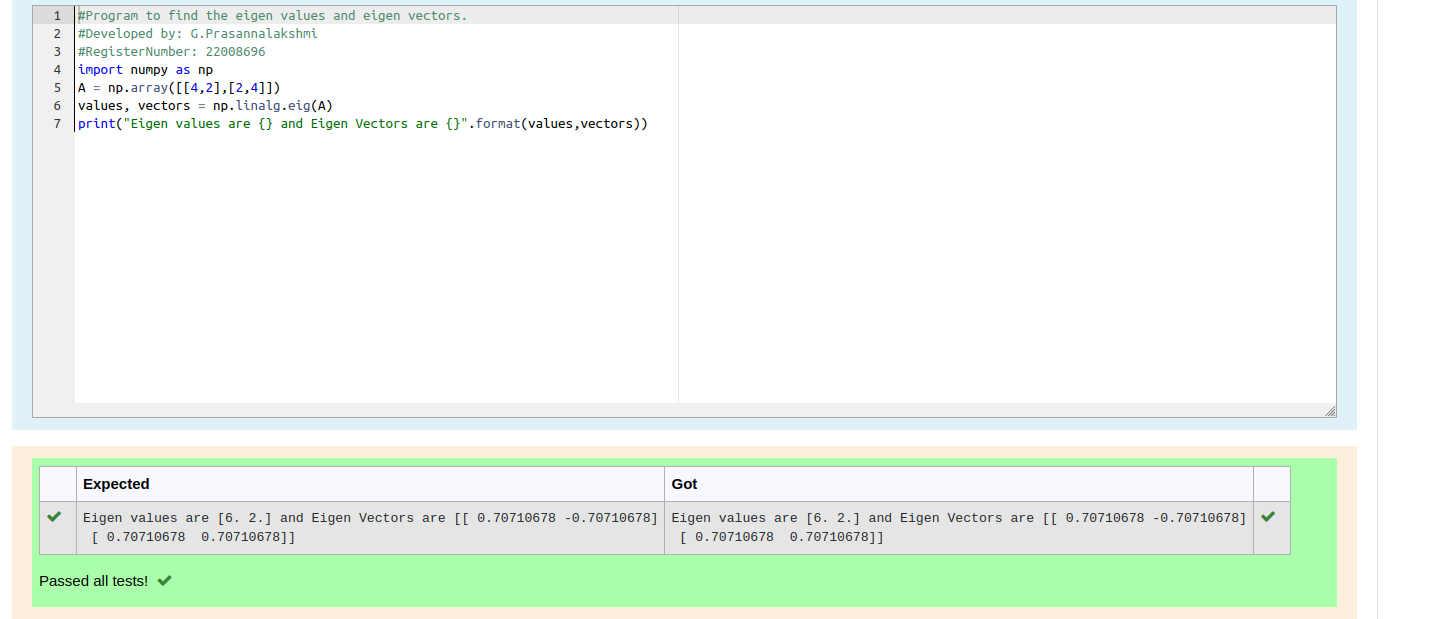 1 #Program to find the eigen values and eigen vectors.
2 #Developed by: G.Prasannalakshmi
3 #RegisterNumber: 22008696
4 import numpy as np
5 A = np.array([[4,2],[2,4]])
6 values, vectors = np.linalg.eig(A)
7 print("Eigen values are {} and Eigen Vectors are {}".format(values,vectors))
Expected Got
Eigen values are [6. 2.] and Eigen Vectors are [[ 0.70710678 -0.70710678] Eigen values are [6. 2.] and Eigen Vectors are [[ 0.70710678 -0.70710678]
[ 0.70710678  0.70710678]] [ 0.70710678  0.70710678]]
Passed all tests!